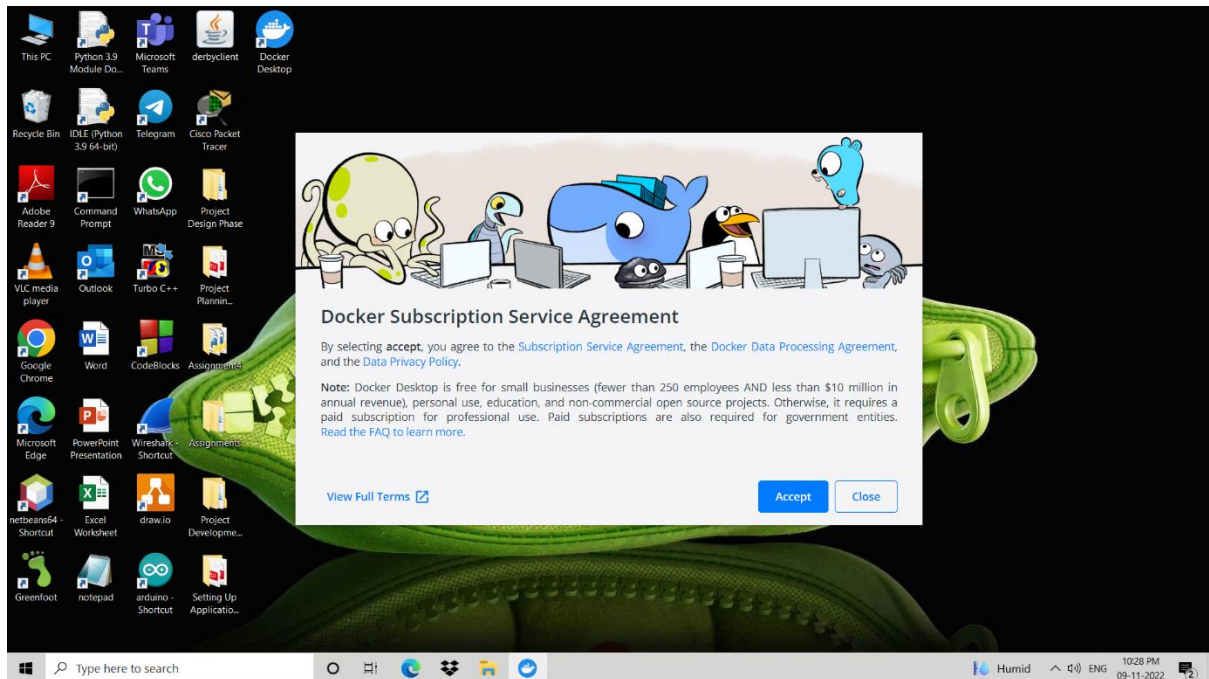 This PC
Python 3.9
Module Do...
Microsoft
Teams
derbyclient
Docker
Desktop
Recycle Bin
IDLE (Python
3.9 64-bit)
Telegram
Cisco Packet
Tracer
Adobe
Reader 9
Command
Prompt
WhatsApp
Project
Design Phase
VLC media
player
Outlook
Turbo C++
Project
Plannin...
Google
Chrome
Word
CodeBlocks
Assignment4
Microsoft
Edge
PowerPoint
Presentation
Wireshark -
Shortcut
Assignments
netbeans64 -
Shortcut
Excel
Worksheet
draw.io
Project
Developme...
Greenfoot
notepad
arduino -
Shortcut
Setting Up
Applicatio...
Docker Subscription Service Agreement
By selecting accept, you agree to the Subscription Service Agreement, the Docker Data Processing Agreement,
and the Data Privacy Policy.
Note: Docker Desktop is free for small businesses (fewer than 250 employees AND less than $10 million in
annual revenue), personal use, education, and non-commercial open source projects. Otherwise, it requires a
paid subscription for professional use. Paid subscriptions are also required for government entities.
Read the FAQ to learn more.
View Full Terms
Accept
Close
Type here to search
Humid
ENG
10:28 PM
09-11-2022
2